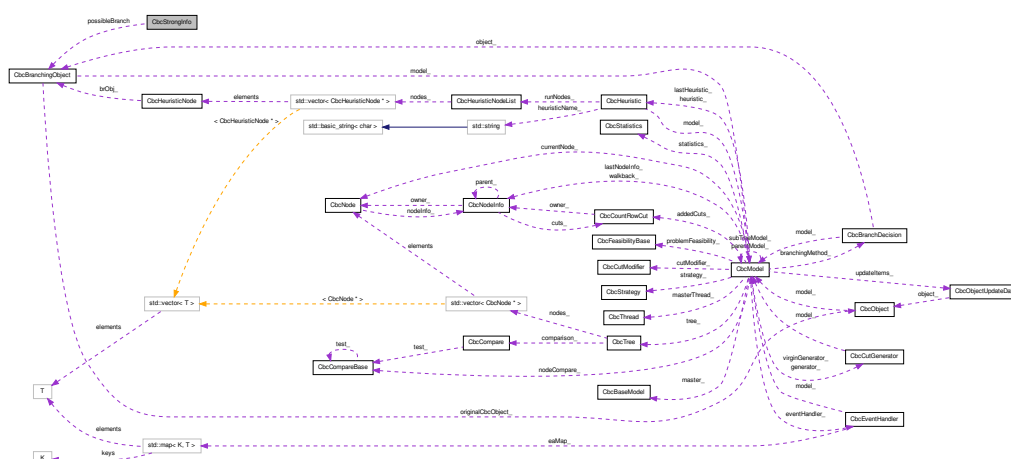 possibleBranch
CbcStrongInfo
object_
CbcBranchingObject
model_
brObj_
CbcHeuristicNode
elements
std::vector< CbcHeuristicNode * >
nodes_
CbcHeuristicNodeList
runNodes_
CbcHeuristic
lastHeuristic_
heuristic_
heuristicName_
< CbcHeuristicNode * >
std::basic_string< char >
std::string
CbcStatistics
model_
statistics_
currentNode_
lastNodeInfo_
walkback_
parent_
CbcNode
owner_
nodeInfo_
CbcNodeInfo
owner_
cuts_
CbcCountRowCut
addedCuts_
CbcFeasibilityBase
problemFeasibility_
subTreeModel_
parentModel_
model_
branchingMethod_
CbcBranchDecision
elements
CbcCutModifier
cutModifier_
CbcModel
strategy_
CbcStrategy
updateItems_
model_
CbcObject
object_
CbcObjectUpdateDa
std::vector< T >
< CbcNode * >
std::vector< CbcNode * >
nodes_
CbcThread
masterThread_
model_
elements
tree_
CbcTree
comparison_
CbcCompare
test_
test_
CbcCompareBase
nodeCompare_
virginGenerator_
generator_
CbcCutGenerator
model_
T
CbcBaseModel
master_
originalCbcObject_
eventHandler_
CbcEventHandler
elements
std::map< K, T >
eaMap_
keys
K